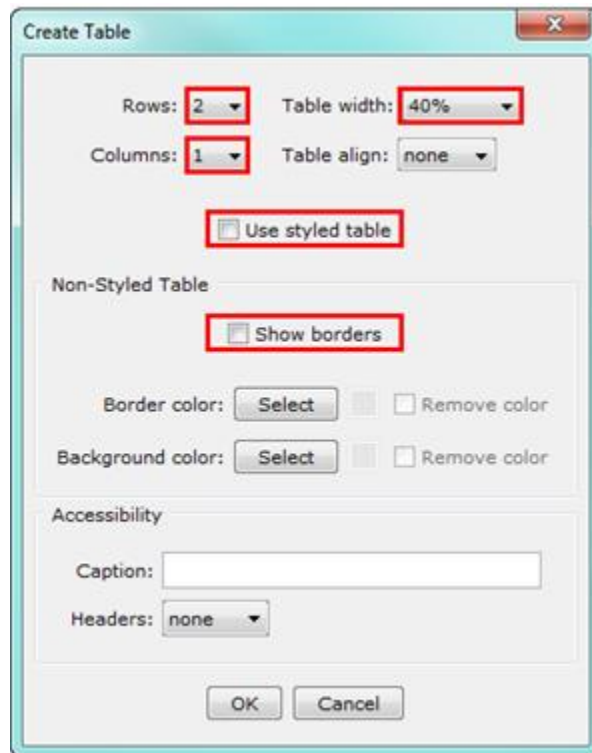 Create Table
Rows: 2 Table width: 40%
Columns: 1 Table align: none
Use styled table
Non-Styled Table
Show borders
Border color: Select Remove color
Background color: Select Remove color
Accessibility
Caption:
Headers: none
OK Cancel